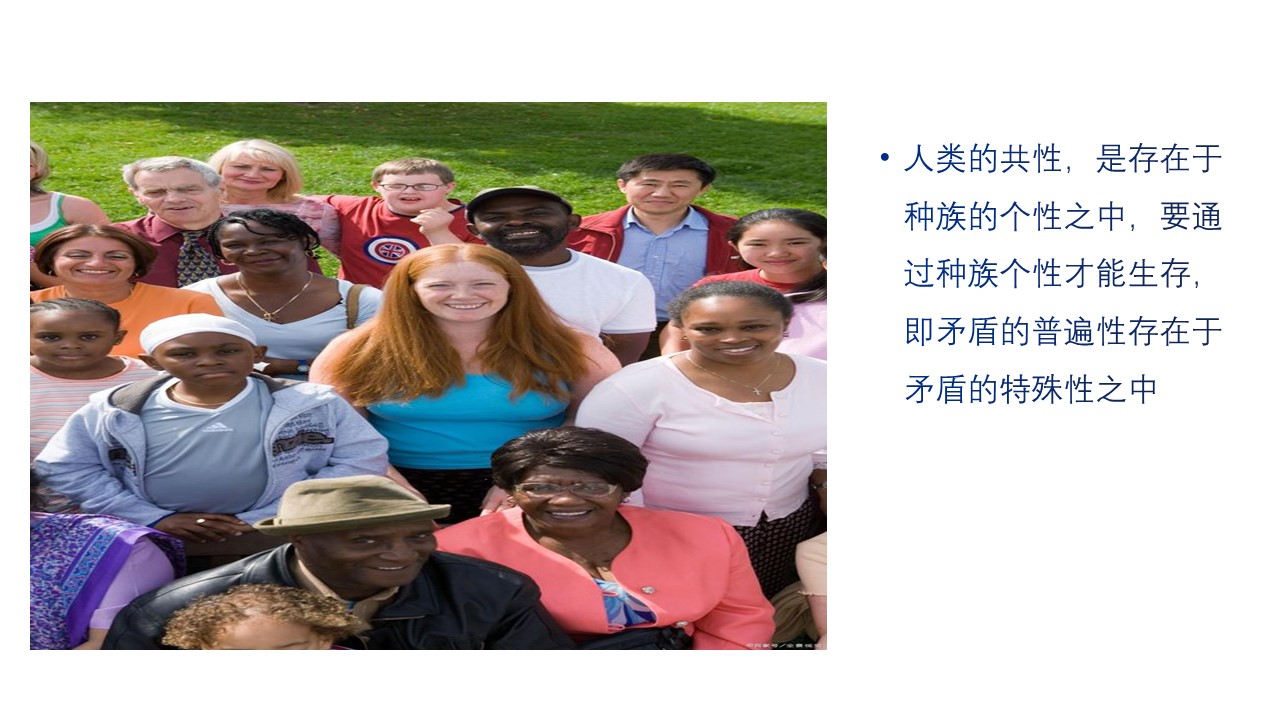 • 人类的共性，是存在于
种族的个性之中，要通
过种族个性才能生存，
即矛盾的普遍性存在于
矛盾的特殊性之中
adidas